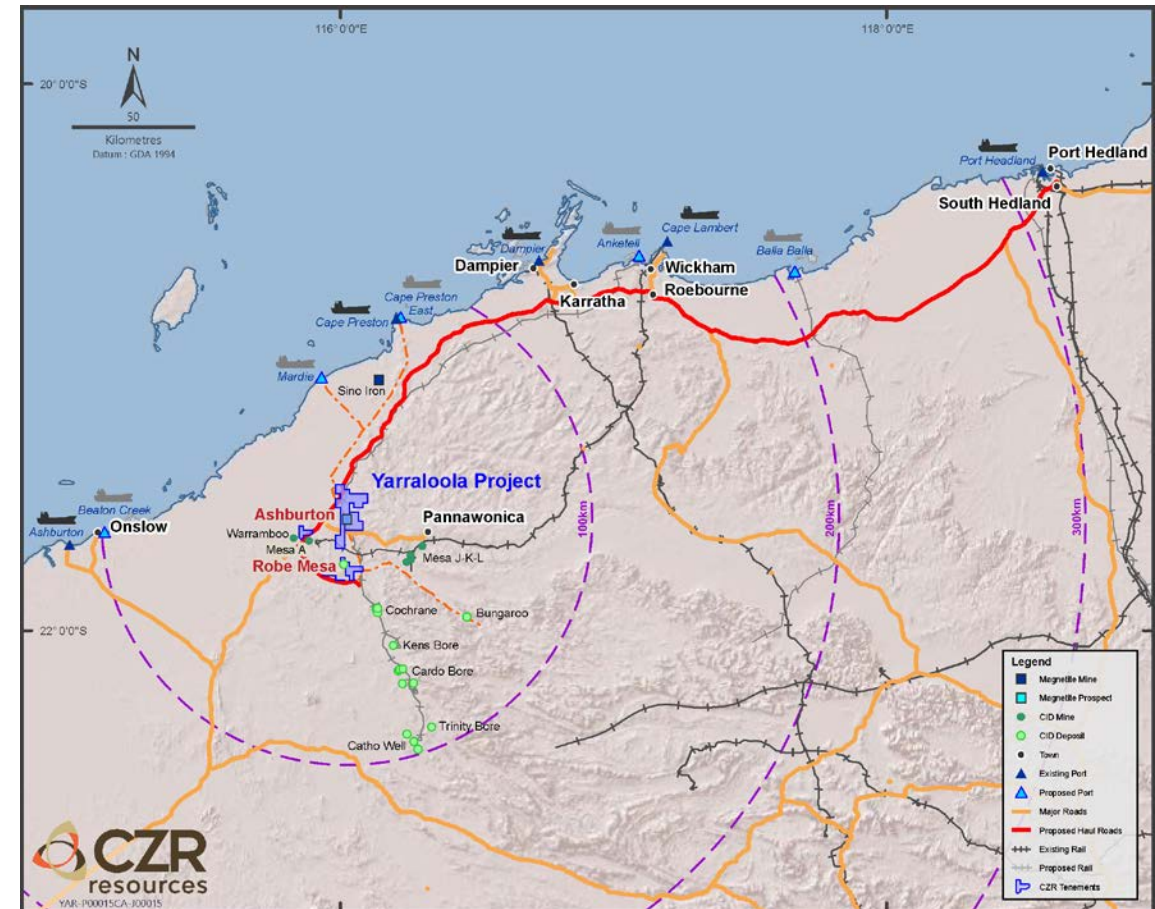 116°0'0"E
118°0'0"E
20°0'0"S
22°0'0"S
N
50
Kilometres
Datum : GDA 1994
Port Headland
Port Hedland
South Hedland
Cape Lambert
Anketell
Balla Balla
Dampier
Dampier
Wickham
Roebourne
Karratha
Cape Preston
East
Cape Preston
Mardie
Sino Iron
Yarraloola Project
Ashburton
Pannawonica
Warramboo
Mesa A
Mesa J-K-L
Robe Mesa
Beaton Creek
Ashburton
Onslow
100km
200km
300km
Cochrane
Bungaroo
Kens Bore
Cardo Bore
Trinity Bore
Catho Well
Legend
Magnetite Mine
Magnetite Prospect
CID Mine
CID Deposit
Town
Existing Port
Proposed Port
Major Roads
Proposed Haul Roads
Existing Rail
Proposed Rail
CZR Tenements
CZR
resources
YAR-P00015CA-J00015